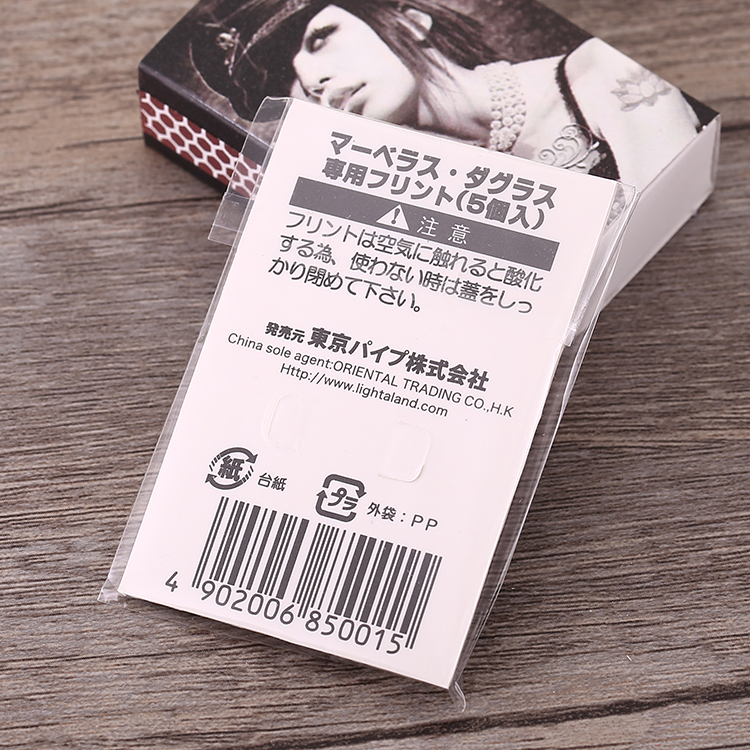 マーベラス・ダグラス
専用フリント(5個入)
注意
フリントは空気に触れると酸化
する為、使わない時は蓋をしっ
かり閉めて下さい。
発売元 東京パイプ株式会社
China sole agent:ORIENTAL TRADING CO.,H.K
Http://www.lightaland.com
紙 台紙
プラ 外袋:PP
4 902006 850015